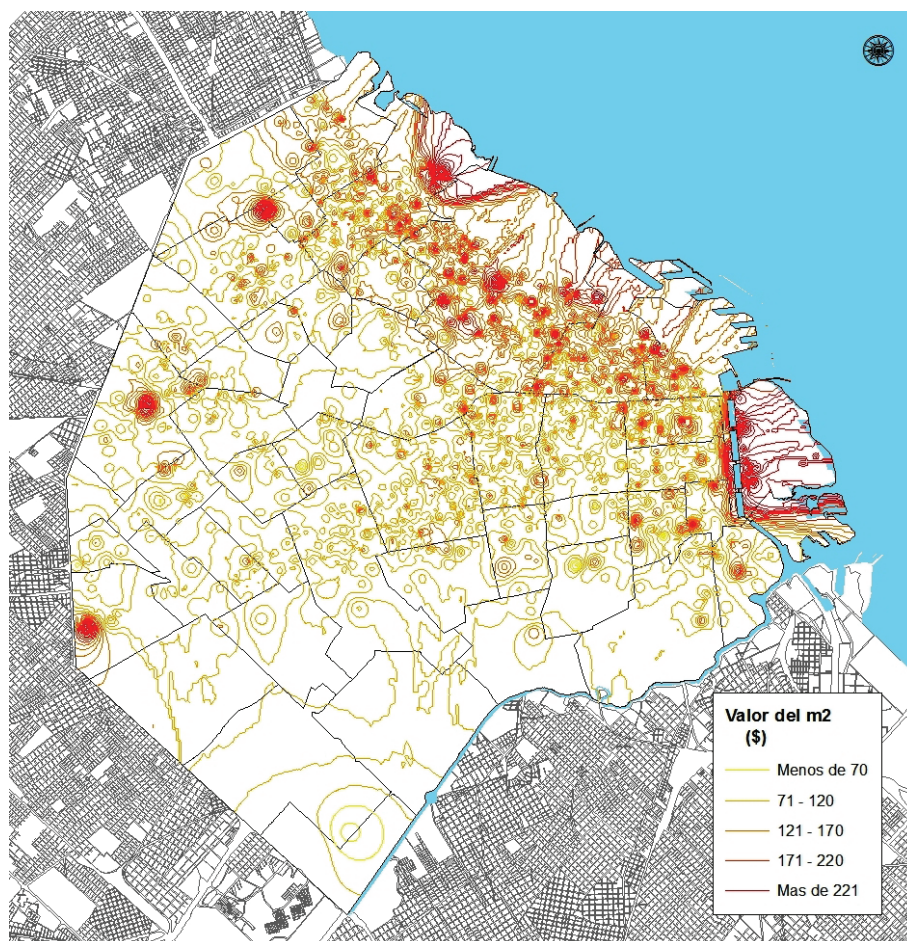 Valor del m2
($)
Menos de 70
71 - 120
121 - 170
171 - 220
Mas de 221